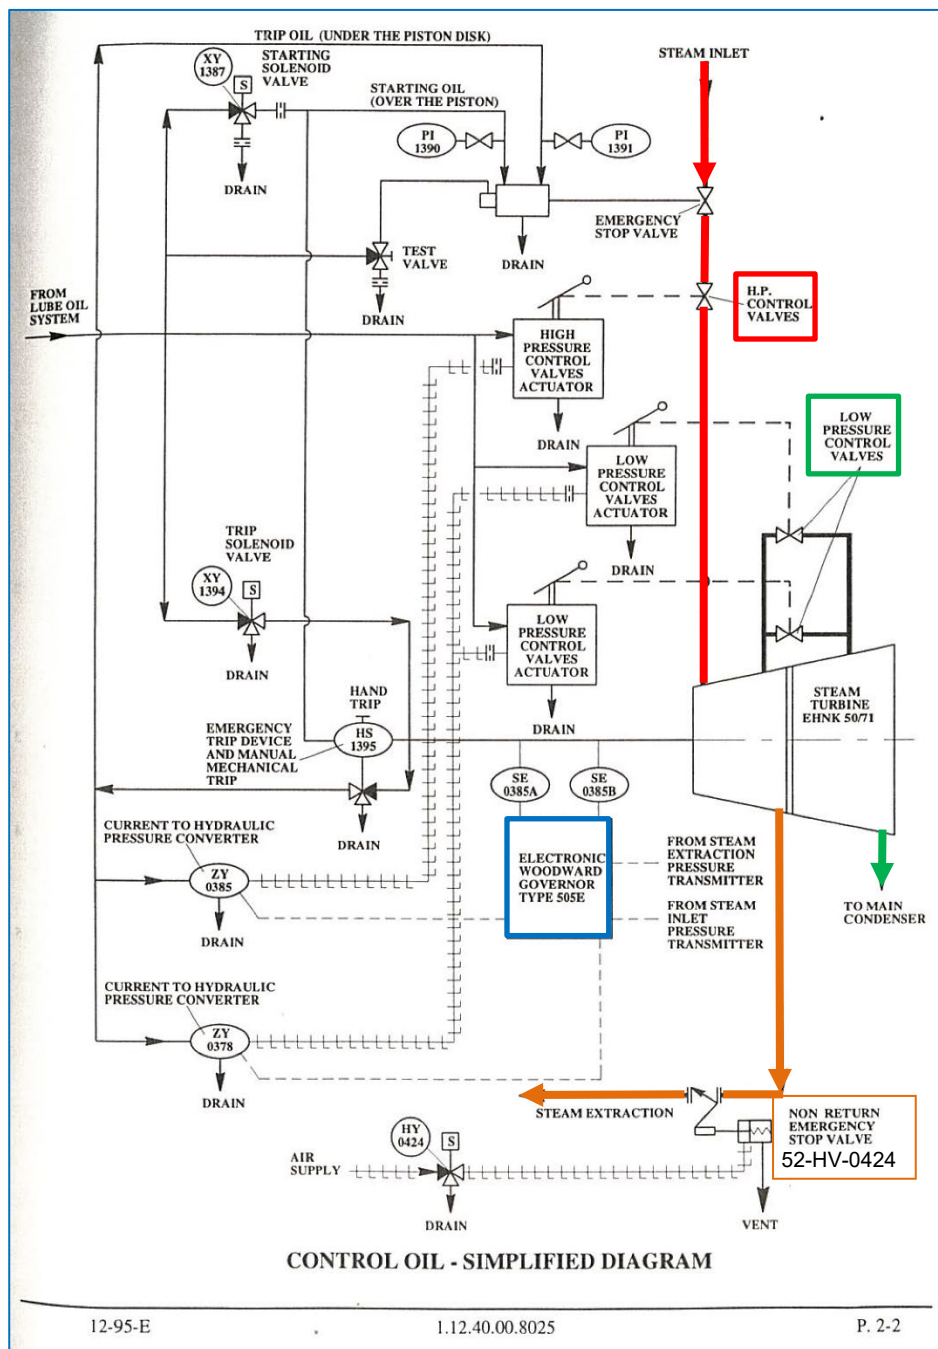 TRIP OIL (UNDER THE PISTON DISK)
XY
1387
STARTING
SOLENOID
VALVE
S
STEAM INLET
STARTING OIL
(OVER THE PISTON)
PI
1390
PI
1391
DRAIN
EMERGENCY
STOP VALVE
TEST
VALVE
DRAIN
DRAIN
FROM
LUBE OIL
SYSTEM
H.P.
CONTROL
VALVES
HIGH
PRESSURE
CONTROL
VALVES
ACTUATOR
DRAIN
LOW
PRESSURE
CONTROL
VALVES
LOW
PRESSURE
CONTROL
VALVES
ACTUATOR
DRAIN
TRIP
SOLENOID
VALVE
XY
1394
S
DRAIN
LOW
PRESSURE
CONTROL
VALVES
ACTUATOR
DRAIN
STEAM
TURBINE
EHNK 50/71
HAND
TRIP
HS
1395
EMERGENCY
TRIP DEVICE
AND MANUAL
MECHANICAL
TRIP
DRAIN
SE
0385A
SE
0385B
ELECTRONIC
WOODWARD
GOVERNOR
TYPE 505E
FROM STEAM
EXTRACTION
PRESSURE
TRANSMITTER
FROM STEAM
INLET
PRESSURE
TRANSMITTER
TO MAIN
CONDENSER
CURRENT TO HYDRAULIC
PRESSURE CONVERTER
ZY
0385
DRAIN
CURRENT TO HYDRAULIC
PRESSURE CONVERTER
ZY
0378
DRAIN
STEAM EXTRACTION
NON RETURN
EMERGENCY
STOP VALVE
52-HV-0424
HY
0424
S
AIR
SUPPLY
DRAIN
VENT
CONTROL OIL - SIMPLIFIED DIAGRAM
12-95-E
1.12.40.00.8025
P. 2-2